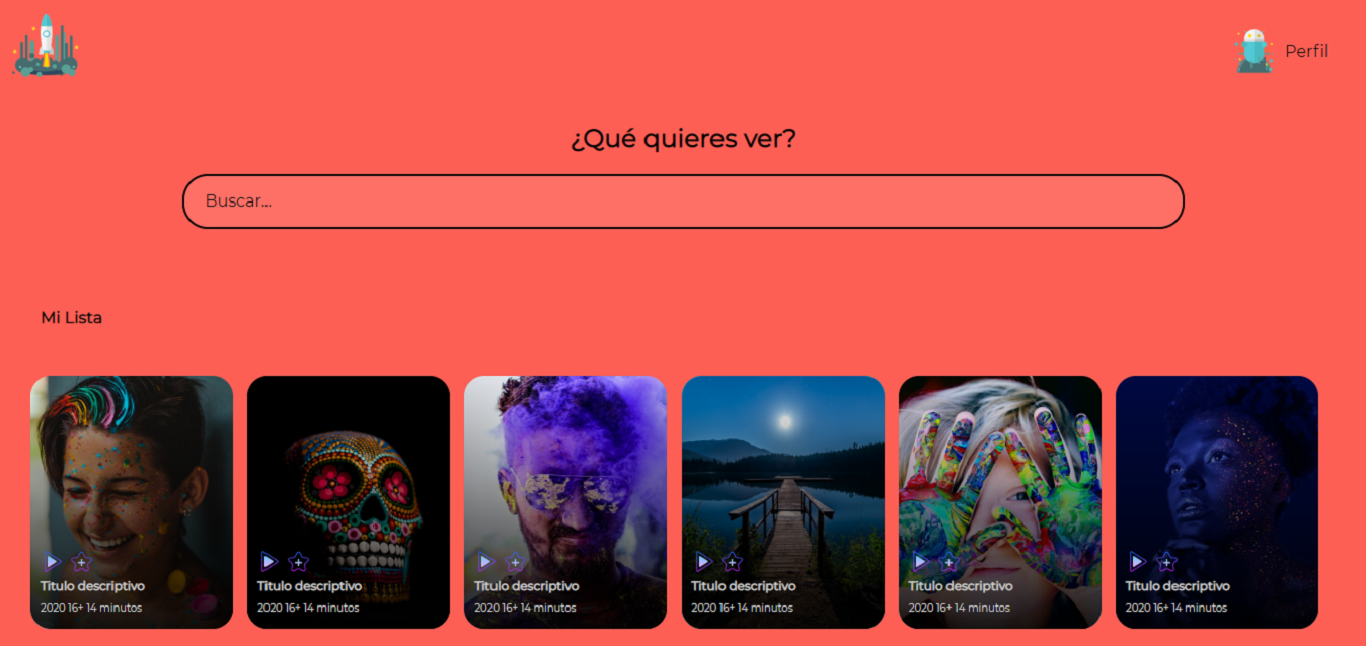 Perfil
¿Qué quieres ver?
Buscar...
Mi Lista
Titulo descriptivo
2020 16+ 14 minutos
Titulo descriptivo
2020 16+ 14 minutos
Titulo descriptivo
2020 16+ 14 minutos
Titulo descriptivo
2020 16+ 14 minutos
Titulo descriptivo
2020 16+ 14 minutos
Titulo descriptivo
2020 16+ 14 minutos